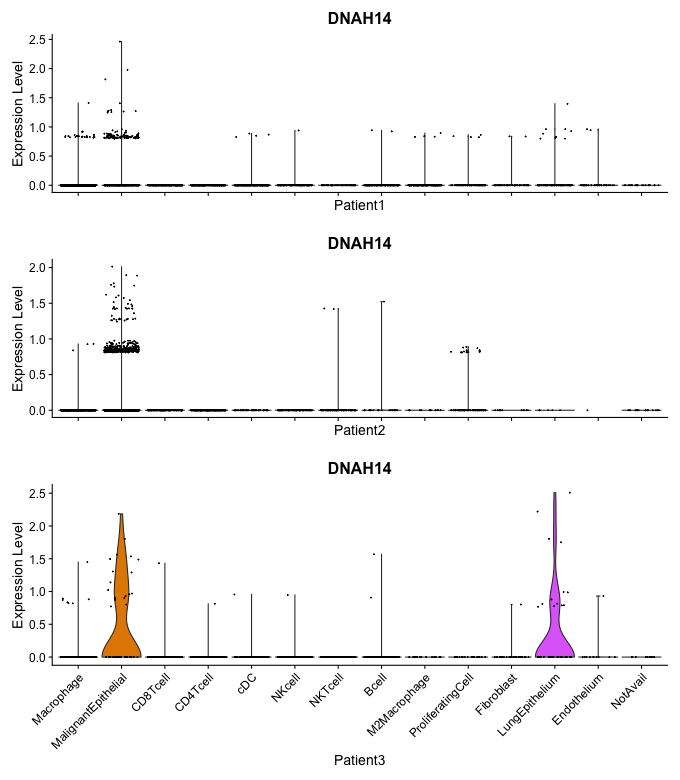 DNAH14
Expression Level
2.5
2.0
1.5
1.0
0.5
0.0
Patient1
DNAH14
Expression Level
2.0
1.5
1.0
0.5
0.0
Patient2
DNAH14
Expression Level
2.5
2.0
1.5
1.0
0.5
0.0
Macrophage
MalignantEpithelial
CD8Tcell
CD4Tcell
cDC
NKcell
NKTcell
Bcell
M2Macrophage
ProliferatingCell
Fibroblast
LungEpithelium
Endothelium
NotAvail
Patient3